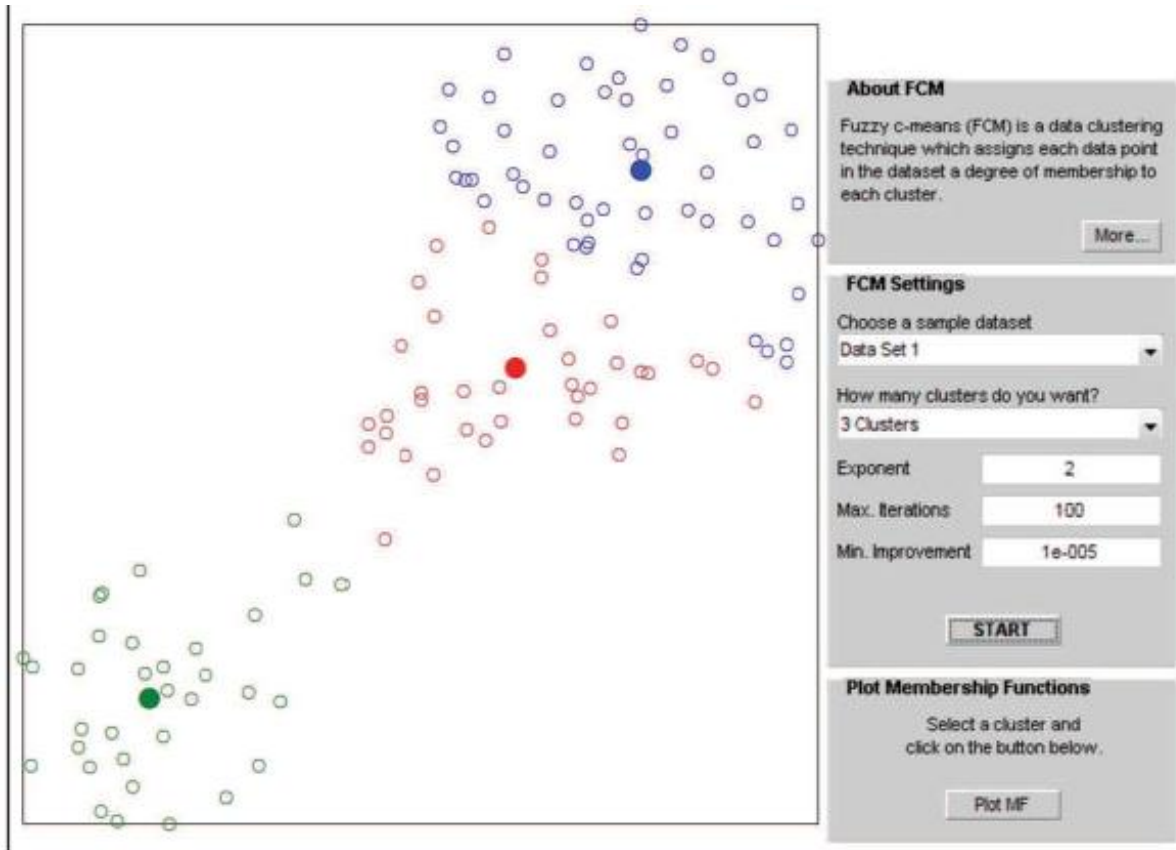 About FCM
Fuzzy c-means (FCM) is a data clustering
technique which assigns each data point
in the dataset a degree of membership to
each cluster.
More...
FCM Settings
Choose a sample dataset
Data Set 1
How many clusters do you want?
3 Clusters
Exponent 2
Max. Iterations 100
Min. Improvement 1e-005
START
Plot Membership Functions
Select a cluster and
click on the button below.
Plot MF